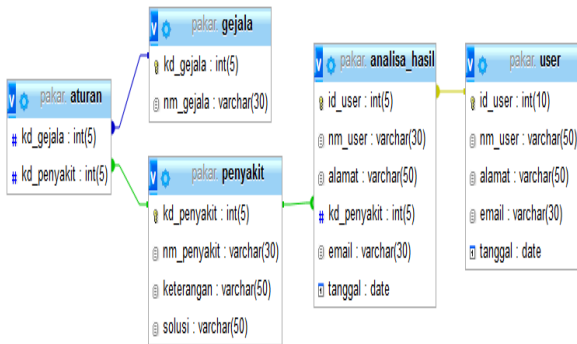 pakar. aturan
# kd_gejala : int(5)
# kd_penyakit : int(5)
pakar. gejala
kd_gejala : int(5)
nm_gejala : varchar(30)
pakar. penyakit
kd_penyakit : int(5)
nm_penyakit : varchar(30)
keterangan : varchar(50)
solusi : varchar(50)
pakar. analisa_hasil
id_user : int(5)
nm_user : varchar(30)
alamat : varchar(50)
# kd_penyakit : int(5)
email : varchar(30)
tanggal : date
pakar. user
id_user : int(10)
nm_user : varchar(50)
alamat : varchar(50)
email : varchar(30)
tanggal : date